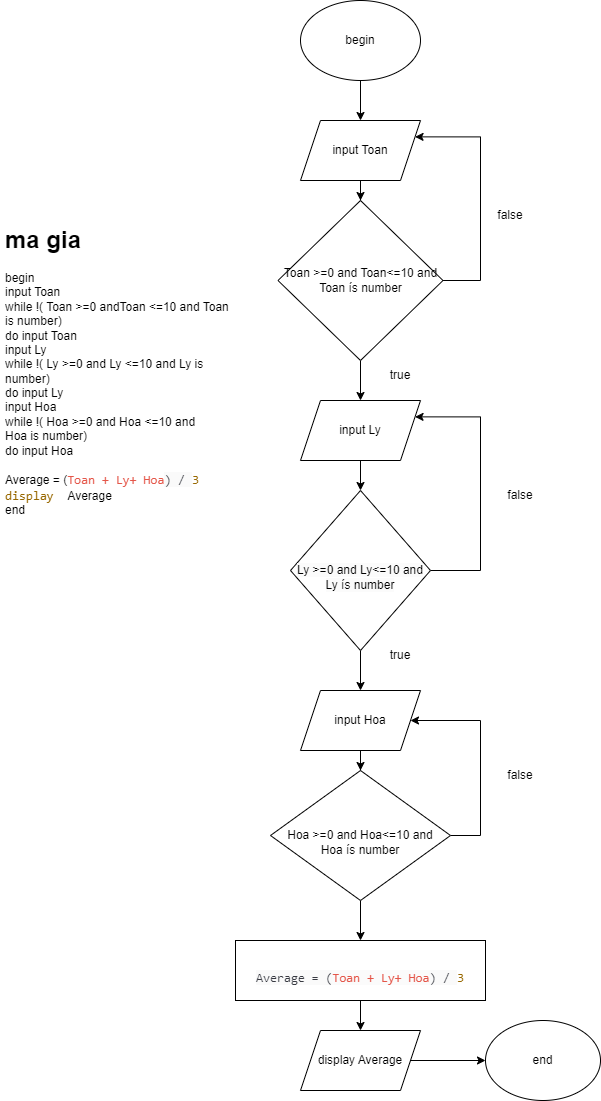 begin
input Toan
false
Toan >=0 and Toan<=10 and
Toan ís number
true
ma gia
begin
input Toan
while !( Toan >=0 andToan <=10 and Toan
is number)
do input Toan
input Ly
while !( Ly >=0 and Ly <=10 and Ly is
number)
do input Ly
input Hoa
while !( Hoa >=0 and Hoa <=10 and
Hoa is number)
do input Hoa
Average = (Toan + Ly+ Hoa) / 3
display Average
end
input Ly
false
Ly >=0 and Ly<=10 and
Ly ís number
true
input Hoa
false
Hoa >=0 and Hoa<=10 and
Hoa ís number
Average = (Toan + Ly+ Hoa) / 3
display Average
end